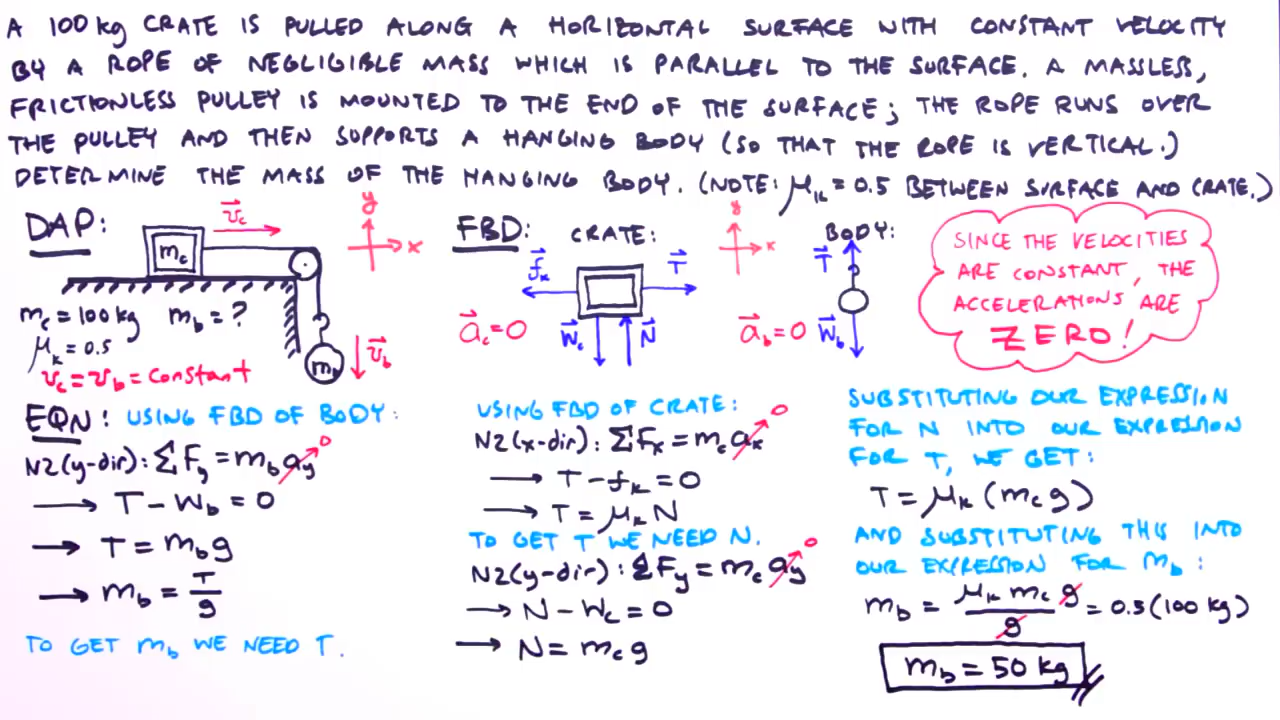 A 100 kg CRATE IS PULLED ALONG A HORIZONTAL SURFACE WITH CONSTANT VELOCITY
BY A ROPE OF NEGLIGIBLE MASS WHICH IS PARALLEL TO THE SURFACE. A MASSLESS,
FRICTIONLESS PULLEY IS MOUNTED TO THE END OF THE SURFACE; THE ROPE RUNS OVER
THE PULLEY AND THEN SUPPORTS A HANGING BODY (SO THAT THE ROPE IS VERTICAL.)
DETERMINE THE MASS OF THE HANGING BODY. (NOTE: μₖ = 0.5 BETWEEN SURFACE AND CRATE.)
DAP:
v⃗c
y
x
mc
mc = 100 kg mb = ?
μₖ = 0.5
vc = vb = constant
mb
v⃗b
FBD: CRATE:
f⃗ₖ
T⃗
W⃗c
N⃗
a⃗c = 0
y
x
BODY:
T⃗
W⃗b
a⃗b = 0
SINCE THE VELOCITIES
ARE CONSTANT, THE
ACCELERATIONS ARE
ZERO!
EQN: USING FBD OF BODY:
N2(y-dir): ΣFy = mb ay → 0
→ T - Wb = 0
→ T = mb g
→ mb = T/g
TO GET mb WE NEED T.
USING FBD OF CRATE:
N2(x-dir): ΣFx = mc ax → 0
→ T - fₖ = 0
→ T = μₖ N
TO GET T WE NEED N.
N2(y-dir): ΣFy = mc ay → 0
→ N - Wc = 0
→ N = mc g
SUBSTITUTING OUR EXPRESSION
FOR N INTO OUR EXPRESSION
FOR T, WE GET:
T = μₖ (mc g)
AND SUBSTITUTING THIS INTO
OUR EXPRESSION FOR mb:
mb = μₖ mc g / g = 0.5 (100 kg)
mb = 50 kg